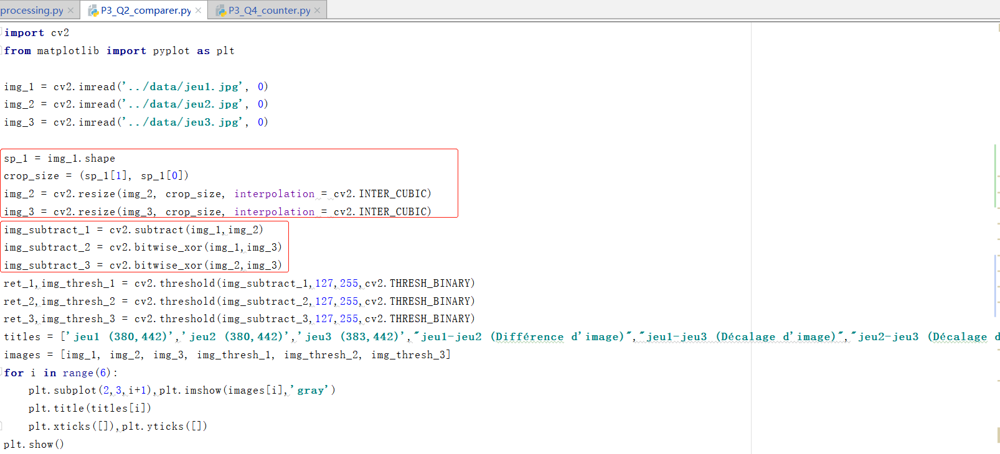 processing.py P3_Q2_comparer.py P3_Q4_counter.py
import cv2
from matplotlib import pyplot as plt
img_1 = cv2.imread('../data/jeu1.jpg', 0)
img_2 = cv2.imread('../data/jeu2.jpg', 0)
img_3 = cv2.imread('../data/jeu3.jpg', 0)
sp_1 = img_1.shape
crop_size = (sp_1[1], sp_1[0])
img_2 = cv2.resize(img_2, crop_size, interpolation = cv2.INTER_CUBIC)
img_3 = cv2.resize(img_3, crop_size, interpolation = cv2.INTER_CUBIC)
img_subtract_1 = cv2.subtract(img_1,img_2)
img_subtract_2 = cv2.bitwise_xor(img_1,img_3)
img_subtract_3 = cv2.bitwise_xor(img_2,img_3)
ret_1,img_thresh_1 = cv2.threshold(img_subtract_1,127,255,cv2.THRESH_BINARY)
ret_2,img_thresh_2 = cv2.threshold(img_subtract_2,127,255,cv2.THRESH_BINARY)
ret_3,img_thresh_3 = cv2.threshold(img_subtract_3,127,255,cv2.THRESH_BINARY)
titles = ['jeu1 (380,442)','jeu2 (380,442)','jeu3 (383,442)',"jeu1-jeu2 (Différence d'image)","jeu1-jeu3 (Décalage d'image)","jeu2-jeu3 (Décalage d
images = [img_1, img_2, img_3, img_thresh_1, img_thresh_2, img_thresh_3]
for i in range(6):
    plt.subplot(2,3,i+1),plt.imshow(images[i],'gray')
    plt.title(titles[i])
    plt.xticks([]),plt.yticks([])
plt.show()